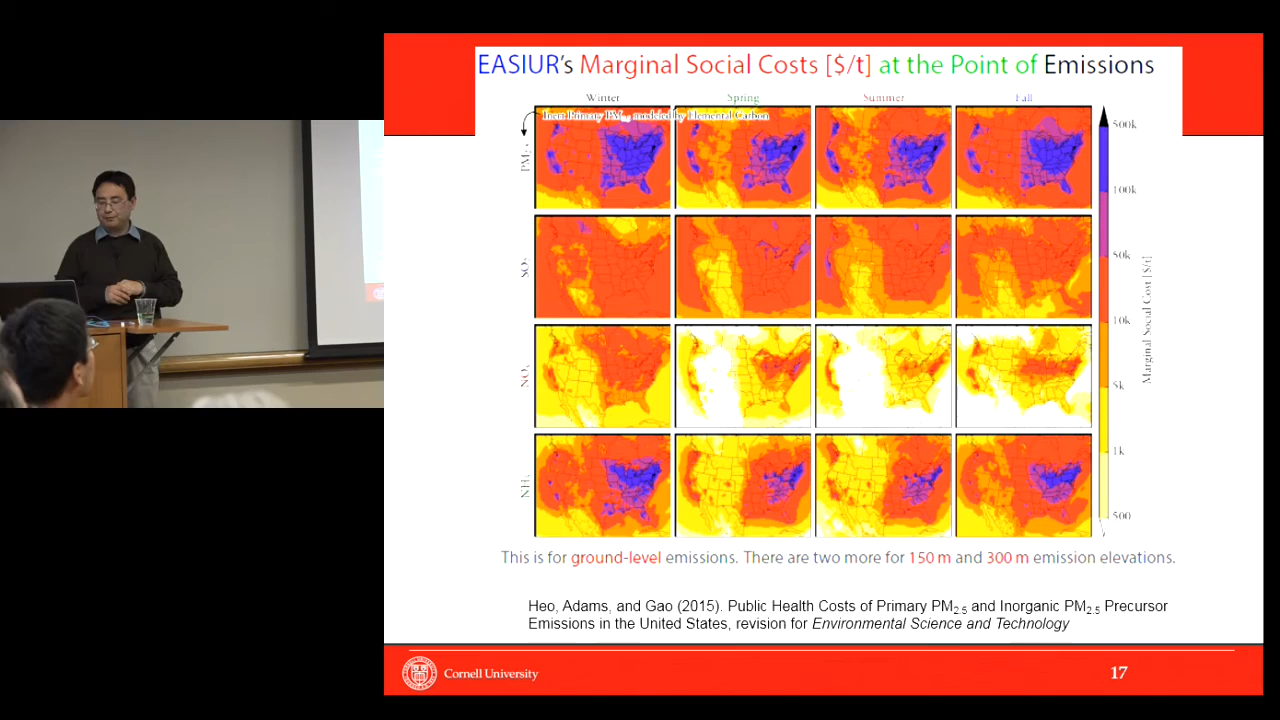 EASIUR's Marginal Social Costs [$/t] at the Point of Emissions
Winter Spring Summer Fall
Inert Primary PM2.5 modeled by Elemental Carbon
PM2.5
SO2
NOx
NH3
500k
100k
50k
10k
5k
1k
500
Marginal Social Cost [$/t]
This is for ground-level emissions. There are two more for 150 m and 300 m emission elevations.
Heo, Adams, and Gao (2015). Public Health Costs of Primary PM2.5 and Inorganic PM2.5 Precursor
Emissions in the United States, revision for Environmental Science and Technology
Cornell University
17